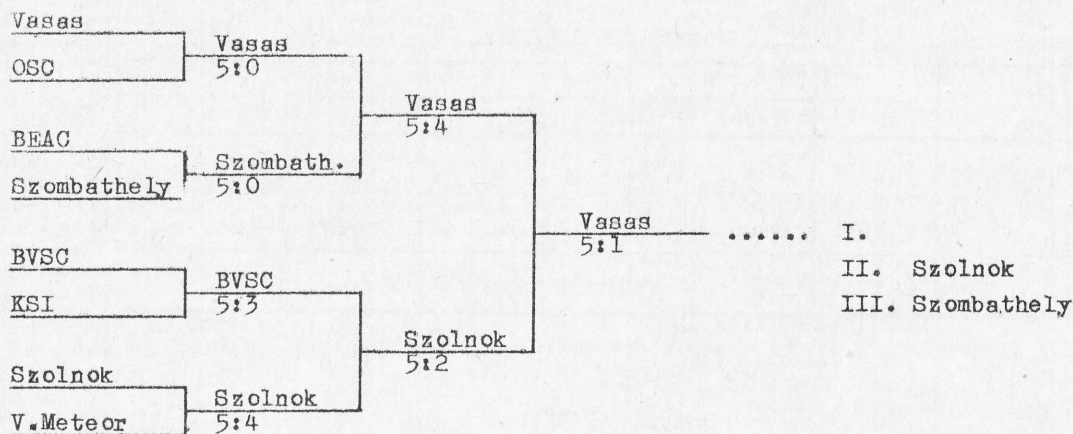 Vasas
OSC
BEAC
Szombathely
BVSC
KSI
Szolnok
V.Meteor
Vasas
5:0
Szombath.
5:0
BVSC
5:3
Szolnok
5:4
Vasas
5:4
Szolnok
5:2
Vasas
5:1
...... I.
II. Szolnok
III. Szombathely